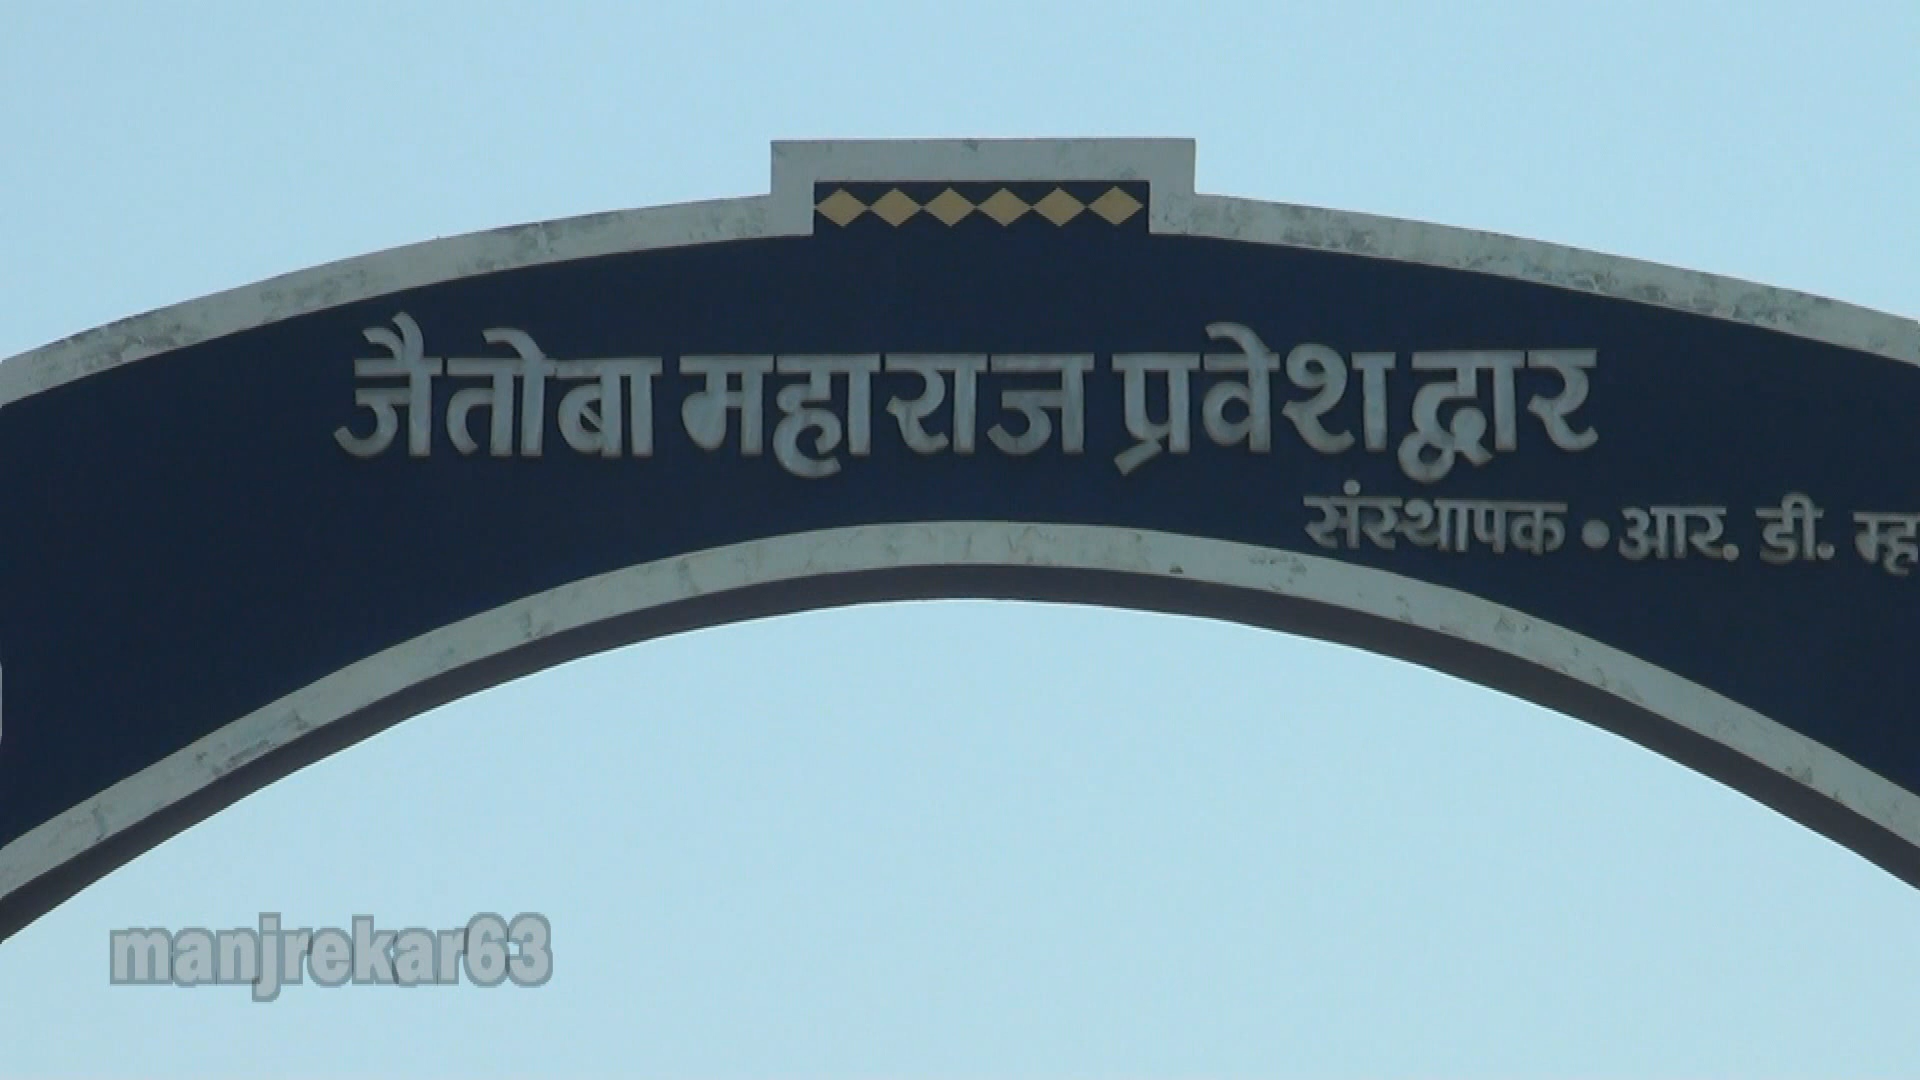 जैतोबा महाराज प्रवेशद्वार
संस्थापक • आर. डी.
manjrekar63